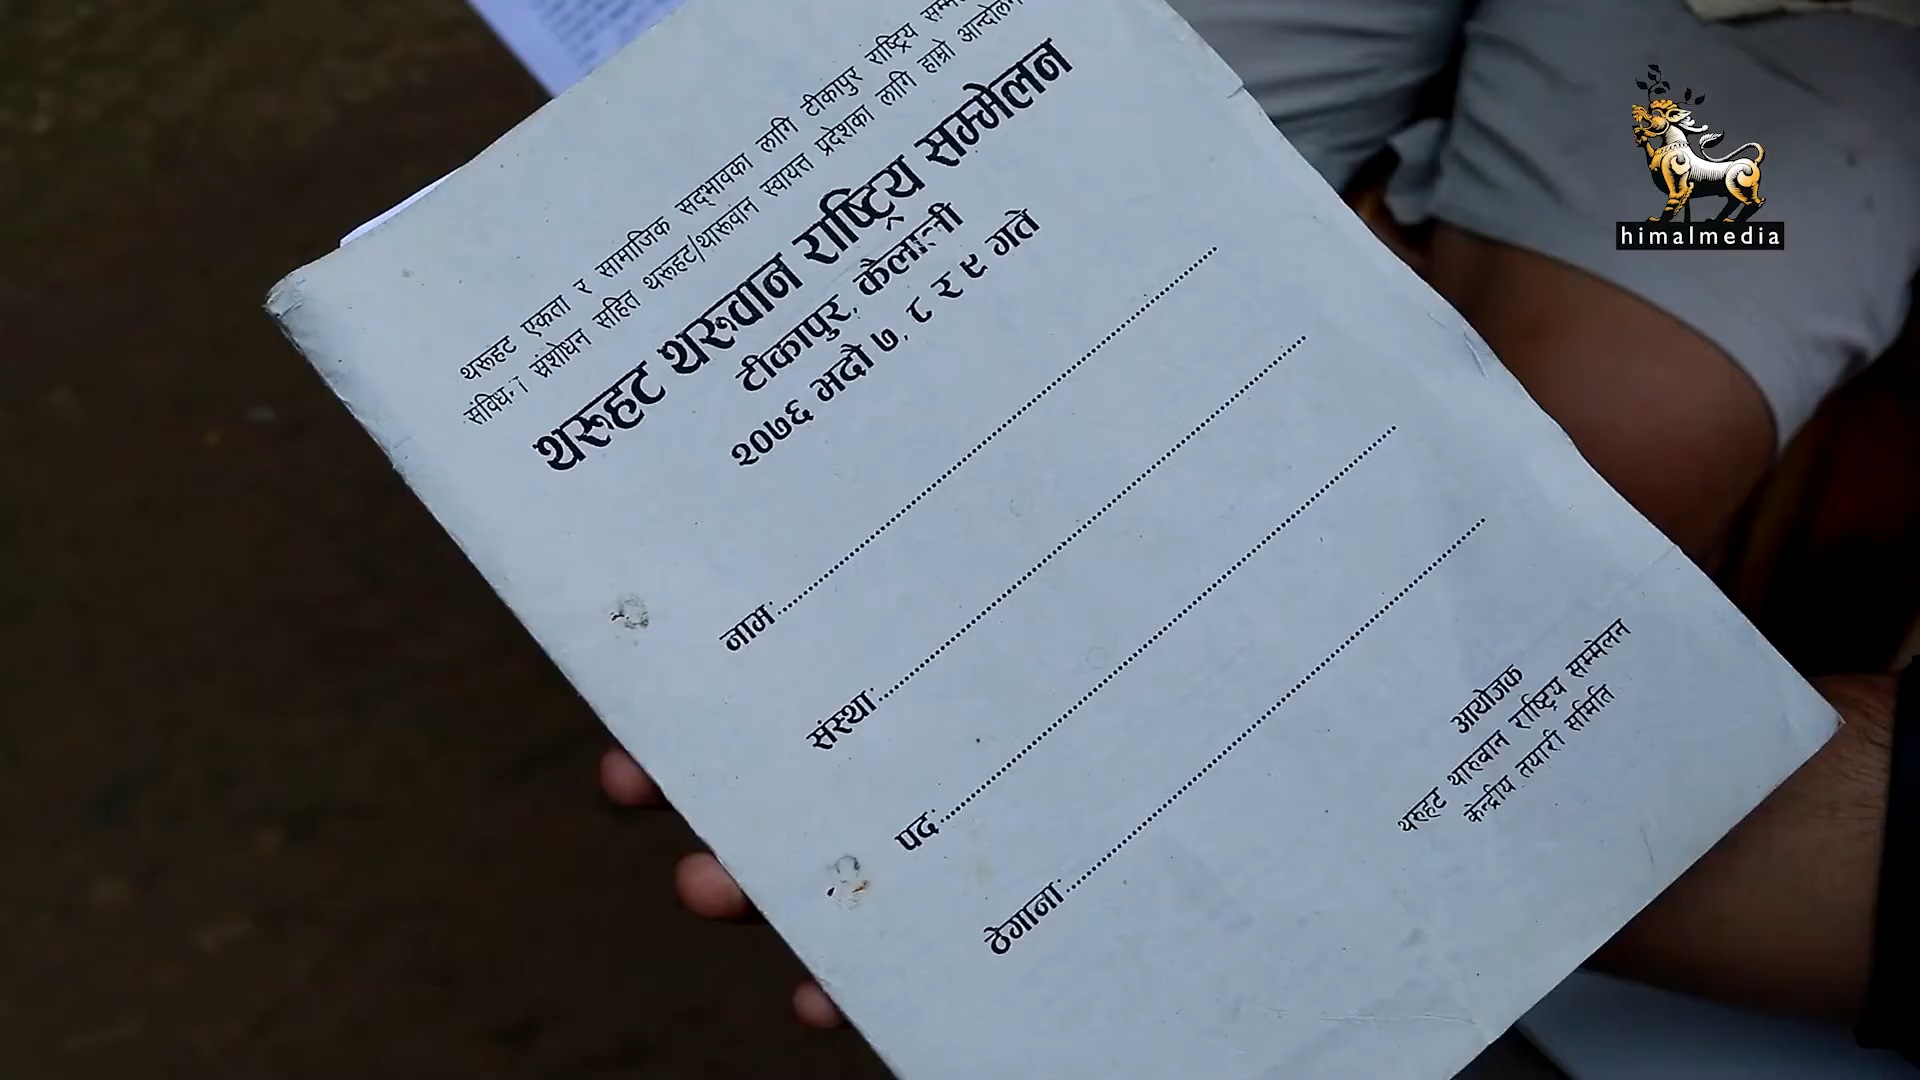 थरूहट एकता र सामाजिक सद्‌भावका लागि टीकापुर राष्ट्रिय
संविधान संशोधन सहित थरूहट/थारूवान स्वायत्त प्रदेशका लागि हाम्रो आन्दोलन
थरूहट थरूवान राष्ट्रिय सम्मेलन
टीकापुर, कैलाली
२०७६ भदौ ७, ८ र ९ गते
नाम:
संस्था:
पद:
ठेगाना:
आयोजक
थरुहट थारुवान राष्ट्रिय सम्मेलन
केन्द्रीय तयारी समिति
himalmedia